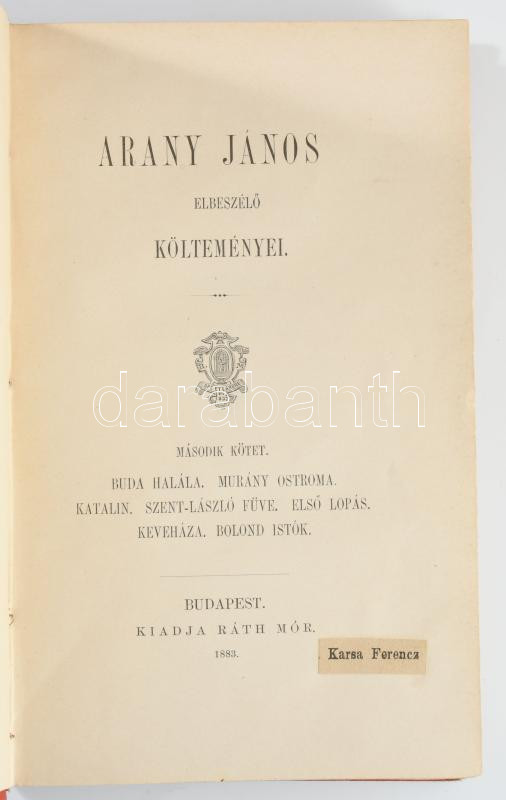 ARANY JÁNOS
ELBESZÉLŐ
KÖLTEMÉNYEI.
darabanth
MÁSODIK KÖTET.
BUDA HALÁLA. MURÁNY OSTROMA.
KATALIN. SZENT-LÁSZLÓ FÜVE. ELSŐ LOPÁS.
KEVEHÁZA. BOLOND ISTÓK.
BUDAPEST.
KIADJA RÁTH MÓR.
1883.
Karsa Ferencz